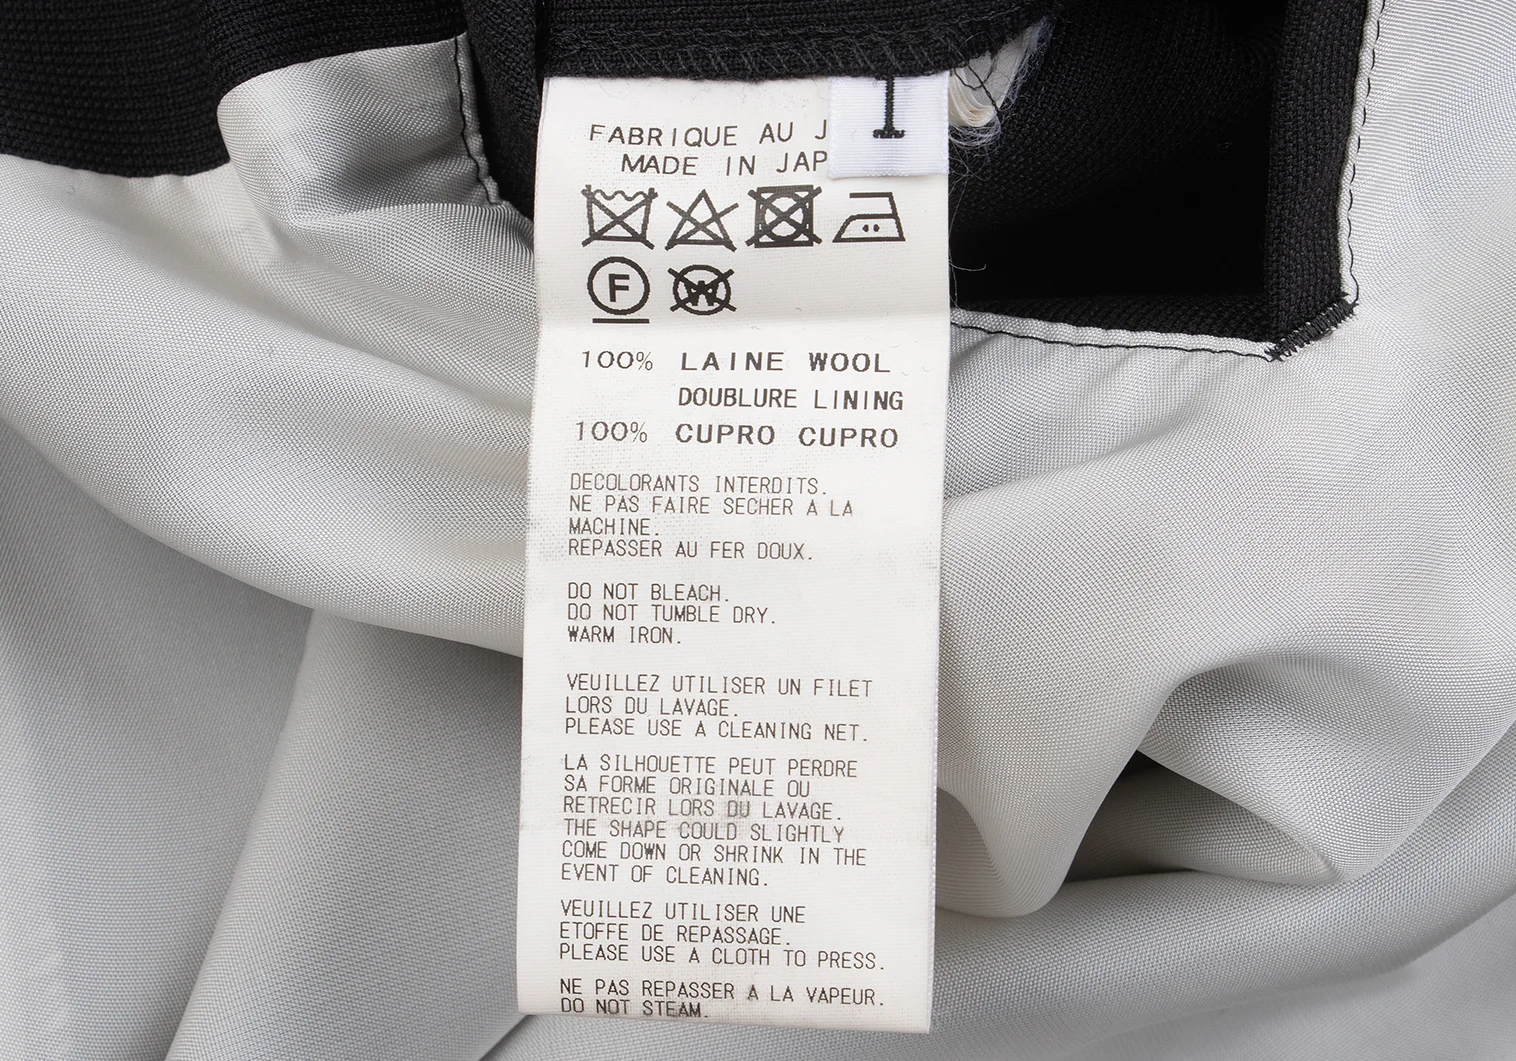 FABRIQUE AU J
MADE IN JAP
1
F
W
100% LAINE WOOL
DOUBLURE LINING
100% CUPRO CUPRO
DECOLORANTS INTERDITS.
NE PAS FAIRE SECHER A LA
MACHINE.
REPASSER AU FER DOUX.
DO NOT BLEACH.
DO NOT TUMBLE DRY.
WARM IRON.
VEUILLEZ UTILISER UN FILET
LORS DU LAVAGE.
PLEASE USE A CLEANING NET.
LA SILHOUETTE PEUT PERDRE
SA FORME ORIGINALE OU
RETRECIR LORS DU LAVAGE.
THE SHAPE COULD SLIGHTLY
COME DOWN OR SHRINK IN THE
EVENT OF CLEANING.
VEUILLEZ UTILISER UNE
ETOFFE DE REPASSAGE.
PLEASE USE A CLOTH TO PRESS.
NE PAS REPASSER A LA VAPEUR.
DO NOT STEAM.